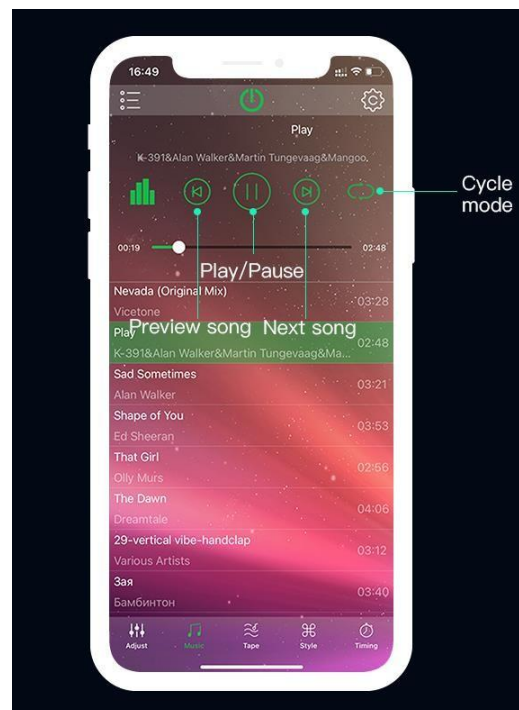 16:49
Play
K-391&Alan Walker&Martin Tungevaag&Mangoo,
Cycle
mode
00:19
02:48
Play/Pause
Nevada (Original Mix)
Vicetone
03:28
Preview song
Next song
Play
K-391&Alan Walker&Martin Tungevaag&Ma...
02:48
Sad Sometimes
Alan Walker
03:21
Shape of You
Ed Sheeran
03:53
That Girl
Olly Murs
02:56
The Dawn
Dreamtale
04:06
29-vertical vibe-handclap
Various Artists
03:12
Зая
Бамбинтон
03:40
Adjust
Music
Tape
Style
Timing